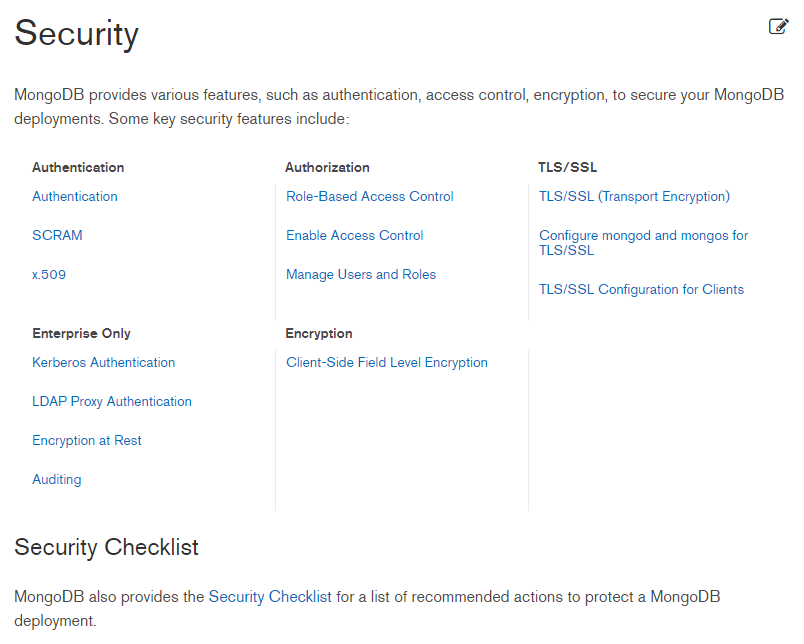 Security
MongoDB provides various features, such as authentication, access control, encryption, to secure your MongoDB
deployments. Some key security features include:
Authentication
Authentication
SCRAM
x.509
Authorization
Role-Based Access Control
Enable Access Control
Manage Users and Roles
TLS/SSL
TLS/SSL (Transport Encryption)
Configure mongod and mongos for
TLS/SSL
TLS/SSL Configuration for Clients
Enterprise Only
Kerberos Authentication
LDAP Proxy Authentication
Encryption at Rest
Auditing
Encryption
Client-Side Field Level Encryption
Security Checklist
MongoDB also provides the Security Checklist for a list of recommended actions to protect a MongoDB
deployment.